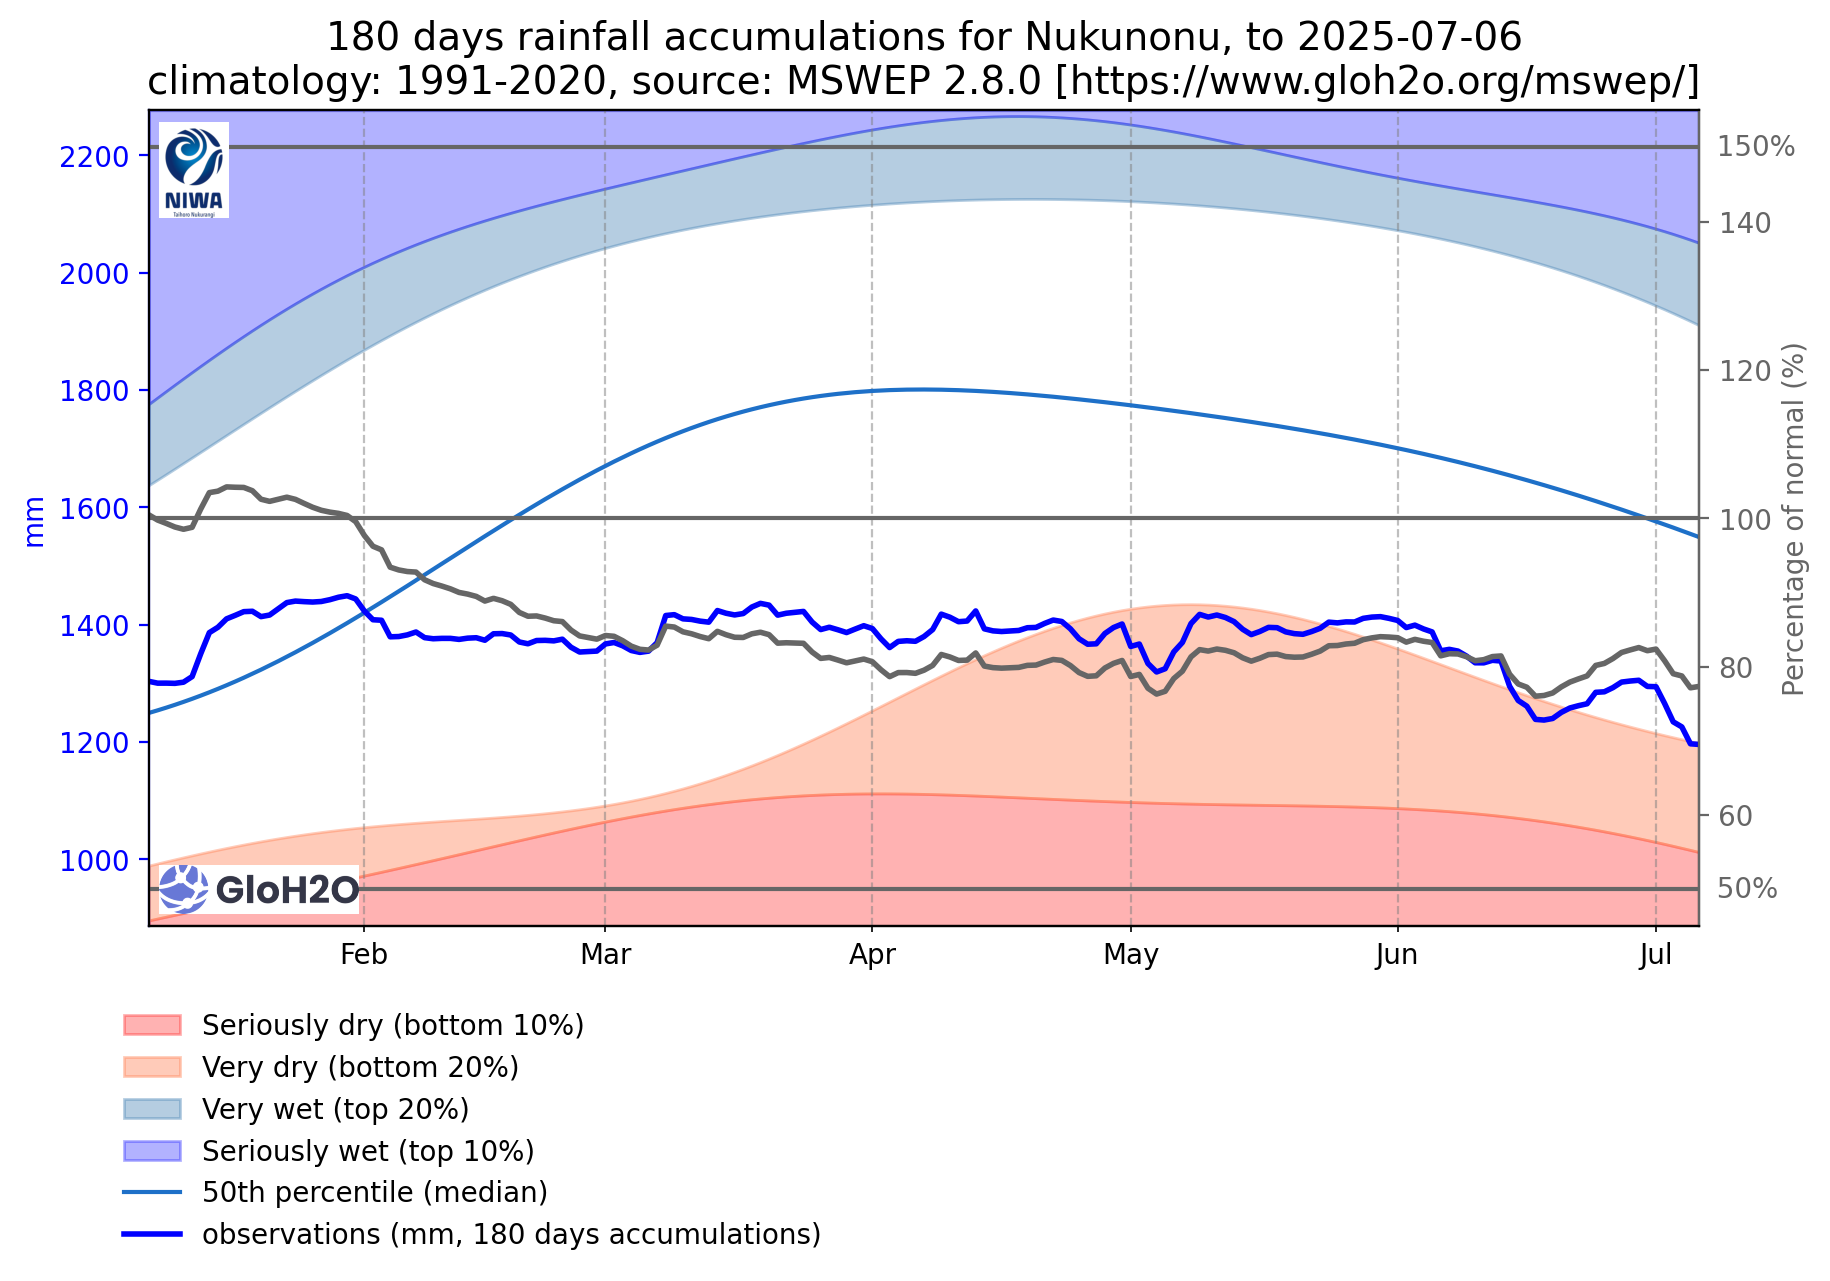 180 days rainfall accumulations for Nukunonu, to 2025-07-06
climatology: 1991-2020, source: MSWEP 2.8.0 [https://www.gloh2o.org/mswep/]
2200
2000
1800
1600
1400
1200
1000
mm
NIWA
Taihoro Nukurangi
GloH2O
150%
140
120
100
80
60
50%
Percentage of normal (%)
Feb Mar Apr May Jun Jul
Seriously dry (bottom 10%)
Very dry (bottom 20%)
Very wet (top 20%)
Seriously wet (top 10%)
50th percentile (median)
observations (mm, 180 days accumulations)